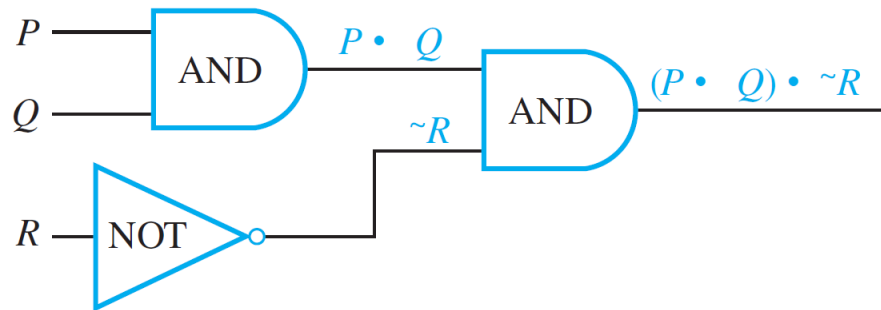 P
AND
P • Q
Q
~R
AND
(P • Q) • ~R
R
NOT